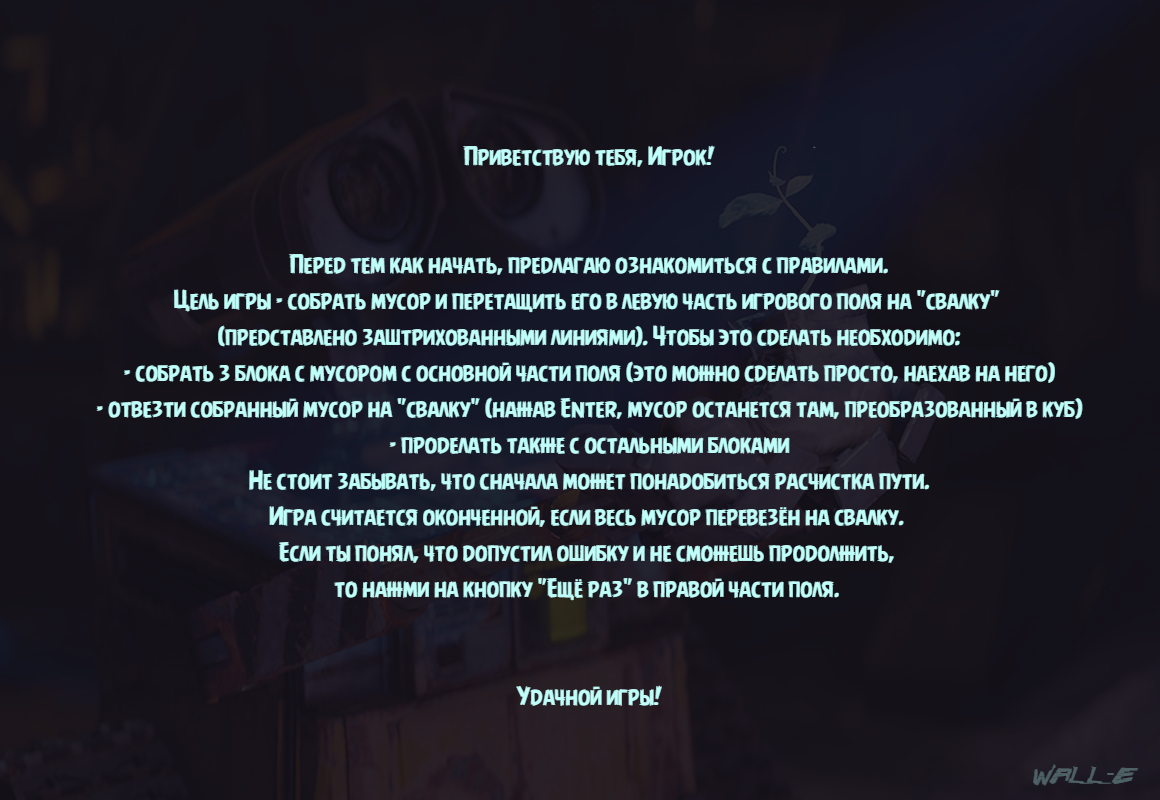 Приветствую тебя, Игрок!
Перед тем как начать, предлагаю ознакомиться с правилами.
Цель игры - собрать мусор и перетащить его в левую часть игрового поля на "свалку"
(представлено заштрихованными линиями). Чтобы это сделать необходимо:
- собрать 3 блока с мусором с основной части поля (это можно сделать просто, наехав на него)
- отвезти собранный мусор на "свалку" (нажав Enter, мусор останется там, преобразованный в куб)
- проделать также с остальными блоками
Не стоит забывать, что сначала может понадобиться расчистка пути.
Игра считается оконченной, если весь мусор перевезён на свалку.
Если ты понял, что допустил ошибку и не сможешь продолжить,
то нажми на кнопку "Ещё раз" в правой части поля.
Удачной игры!
WALL-E